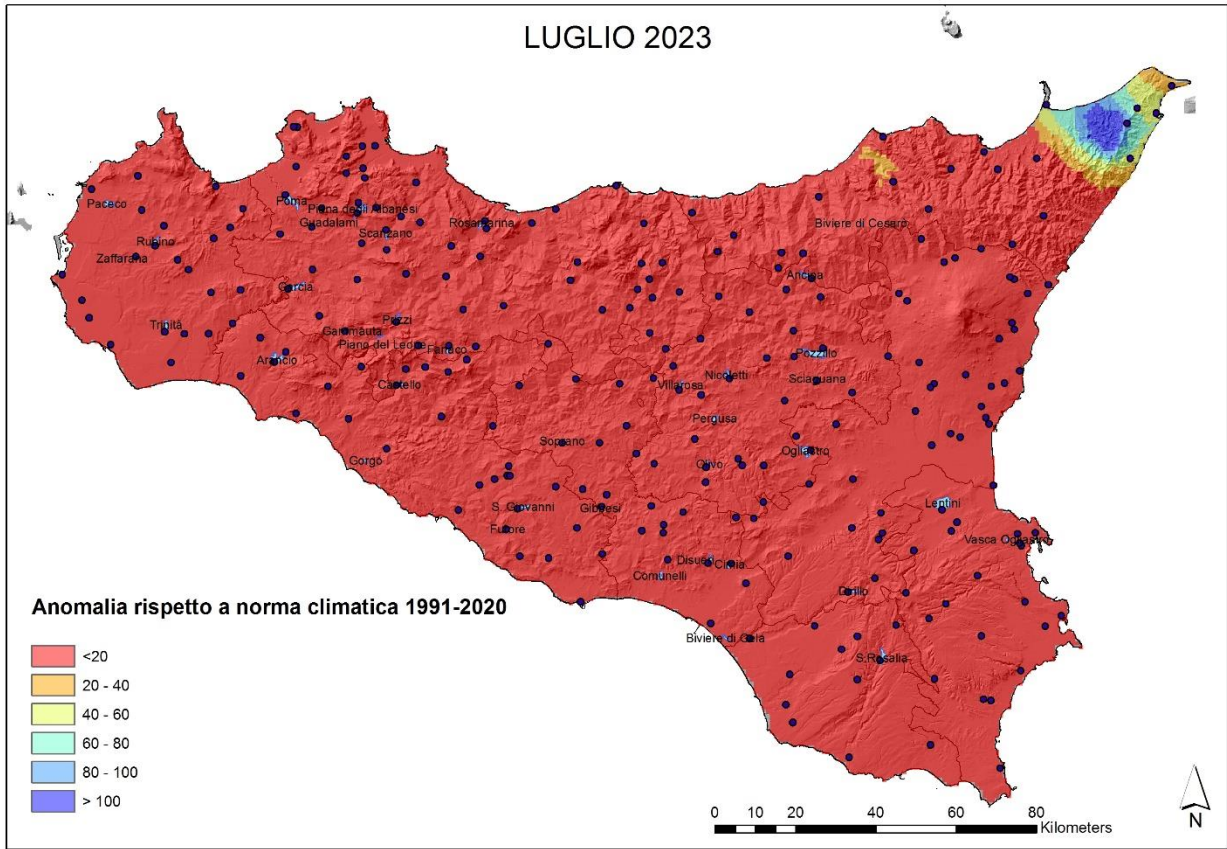 LUGLIO 2023
Paceco
Poma
Piana degli Albanesi
Guadalami
Scanzano
Rosamarina
Biviere di Cesarò
Rubino
Zaffarana
Garcia
Ancipa
Trinità
Prizzi
Gammauta
Piano del Leone
Fanaco
Arancio
Castello
Pozzillo
Nicoletti
Villarosa
Sciaguana
Pergusa
Soprano
Gorgo
Olivo
Ogliastro
S. Giovanni
Gibbesi
Furore
Lentini
Vasca Ogliastro
Disueri
Cimia
Comunelli
Dirillo
Biviere di Gela
S.Rosalia
Anomalia rispetto a norma climatica 1991-2020
<20
20 - 40
40 - 60
60 - 80
80 - 100
> 100
0 10 20 40 60 80
Kilometers
N